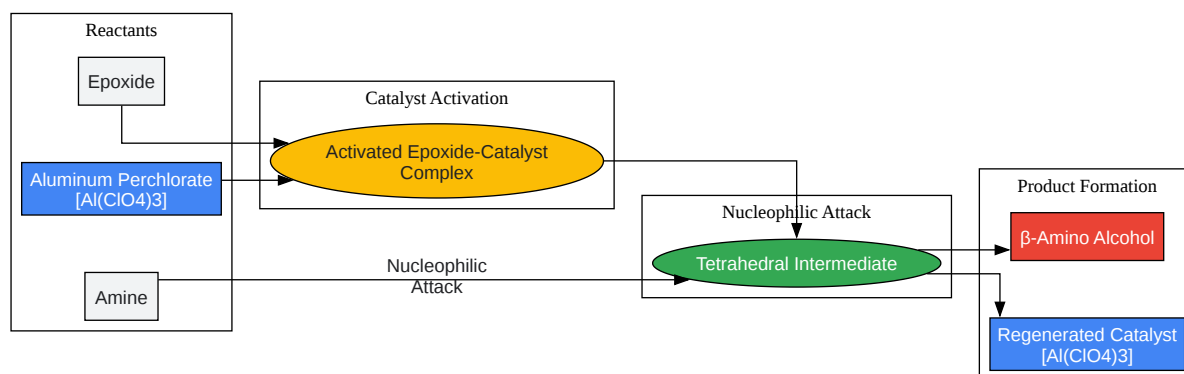 Reactants
Epoxide
Aluminum Perchlorate
[Al(ClO4)3]
Amine
Catalyst Activation
Activated Epoxide-Catalyst
Complex
Nucleophilic
Attack
Nucleophilic Attack
Tetrahedral Intermediate
Product Formation
β-Amino Alcohol
Regenerated Catalyst
[Al(ClO4)3]